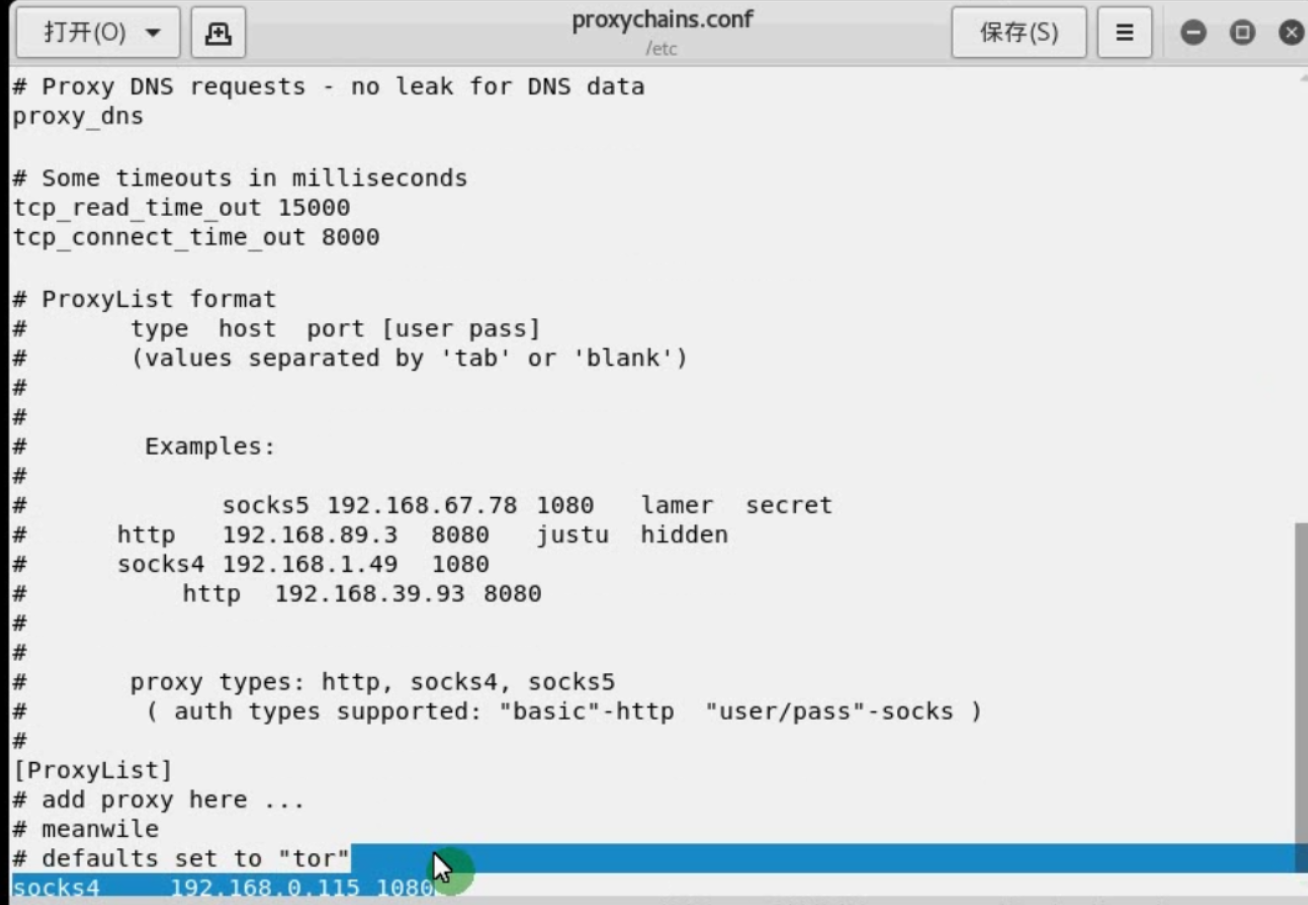 打开(O)
proxychains.conf
/etc
保存(S)
# Proxy DNS requests - no leak for DNS data
proxy_dns
# Some timeouts in milliseconds
tcp_read_time_out 15000
tcp_connect_time_out 8000
# ProxyList format
#       type  host  port [user pass]
#       (values separated by 'tab' or 'blank')
#
#
#        Examples:
#
#             socks5 192.168.67.78 1080   lamer  secret
#      http   192.168.89.3  8080   justu  hidden
#      socks4 192.168.1.49  1080
#          http  192.168.39.93 8080
#
#
#       proxy types: http, socks4, socks5
#        ( auth types supported: "basic"-http  "user/pass"-socks )
#
[ProxyList]
# add proxy here ...
# meanwile
# defaults set to "tor"
socks4     192.168.0.115 1080